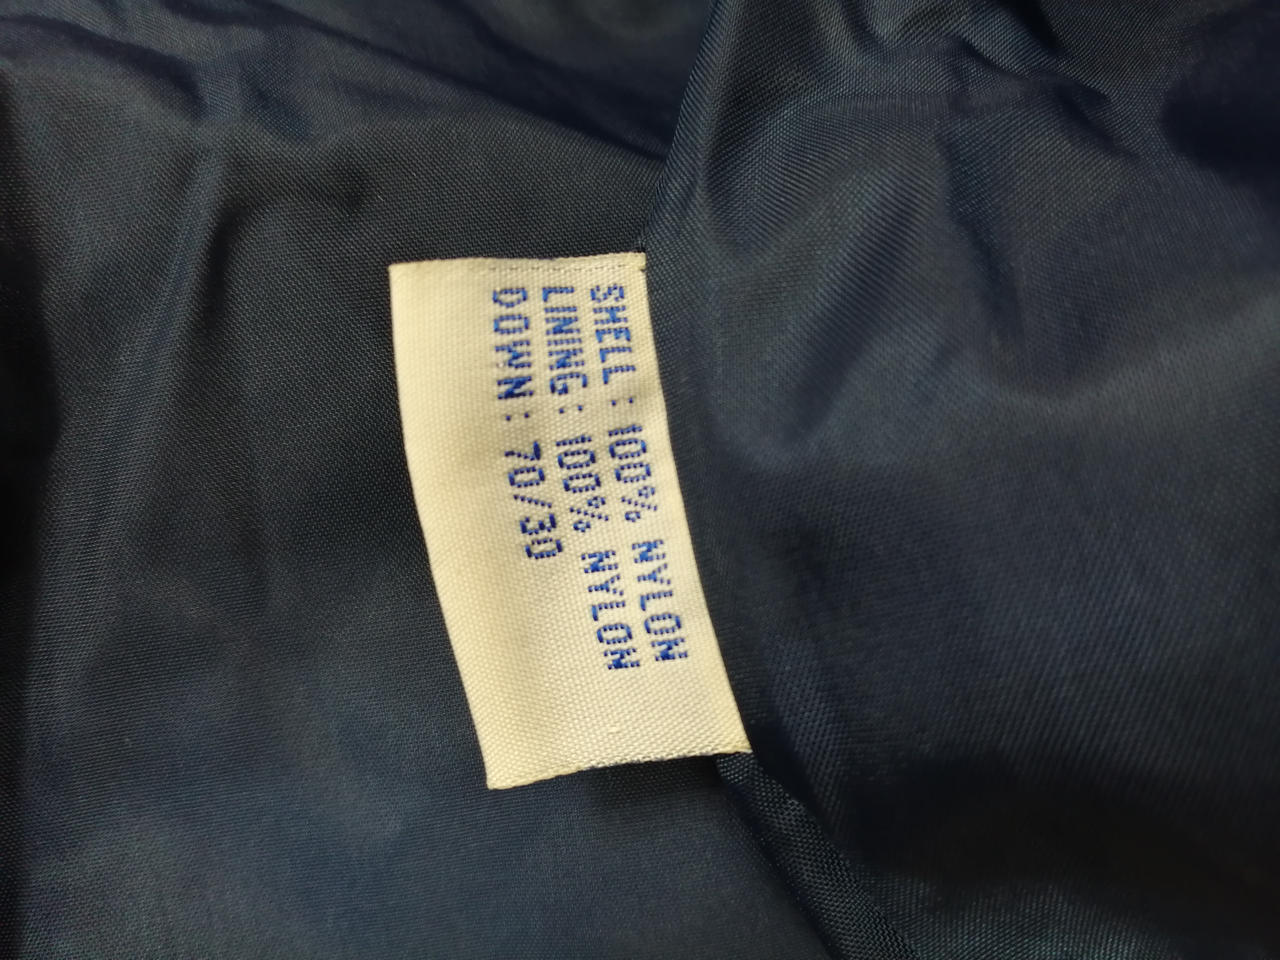 SHELL : 100% NYLON
LINING : 100% NYLON
DOWN : 70/30